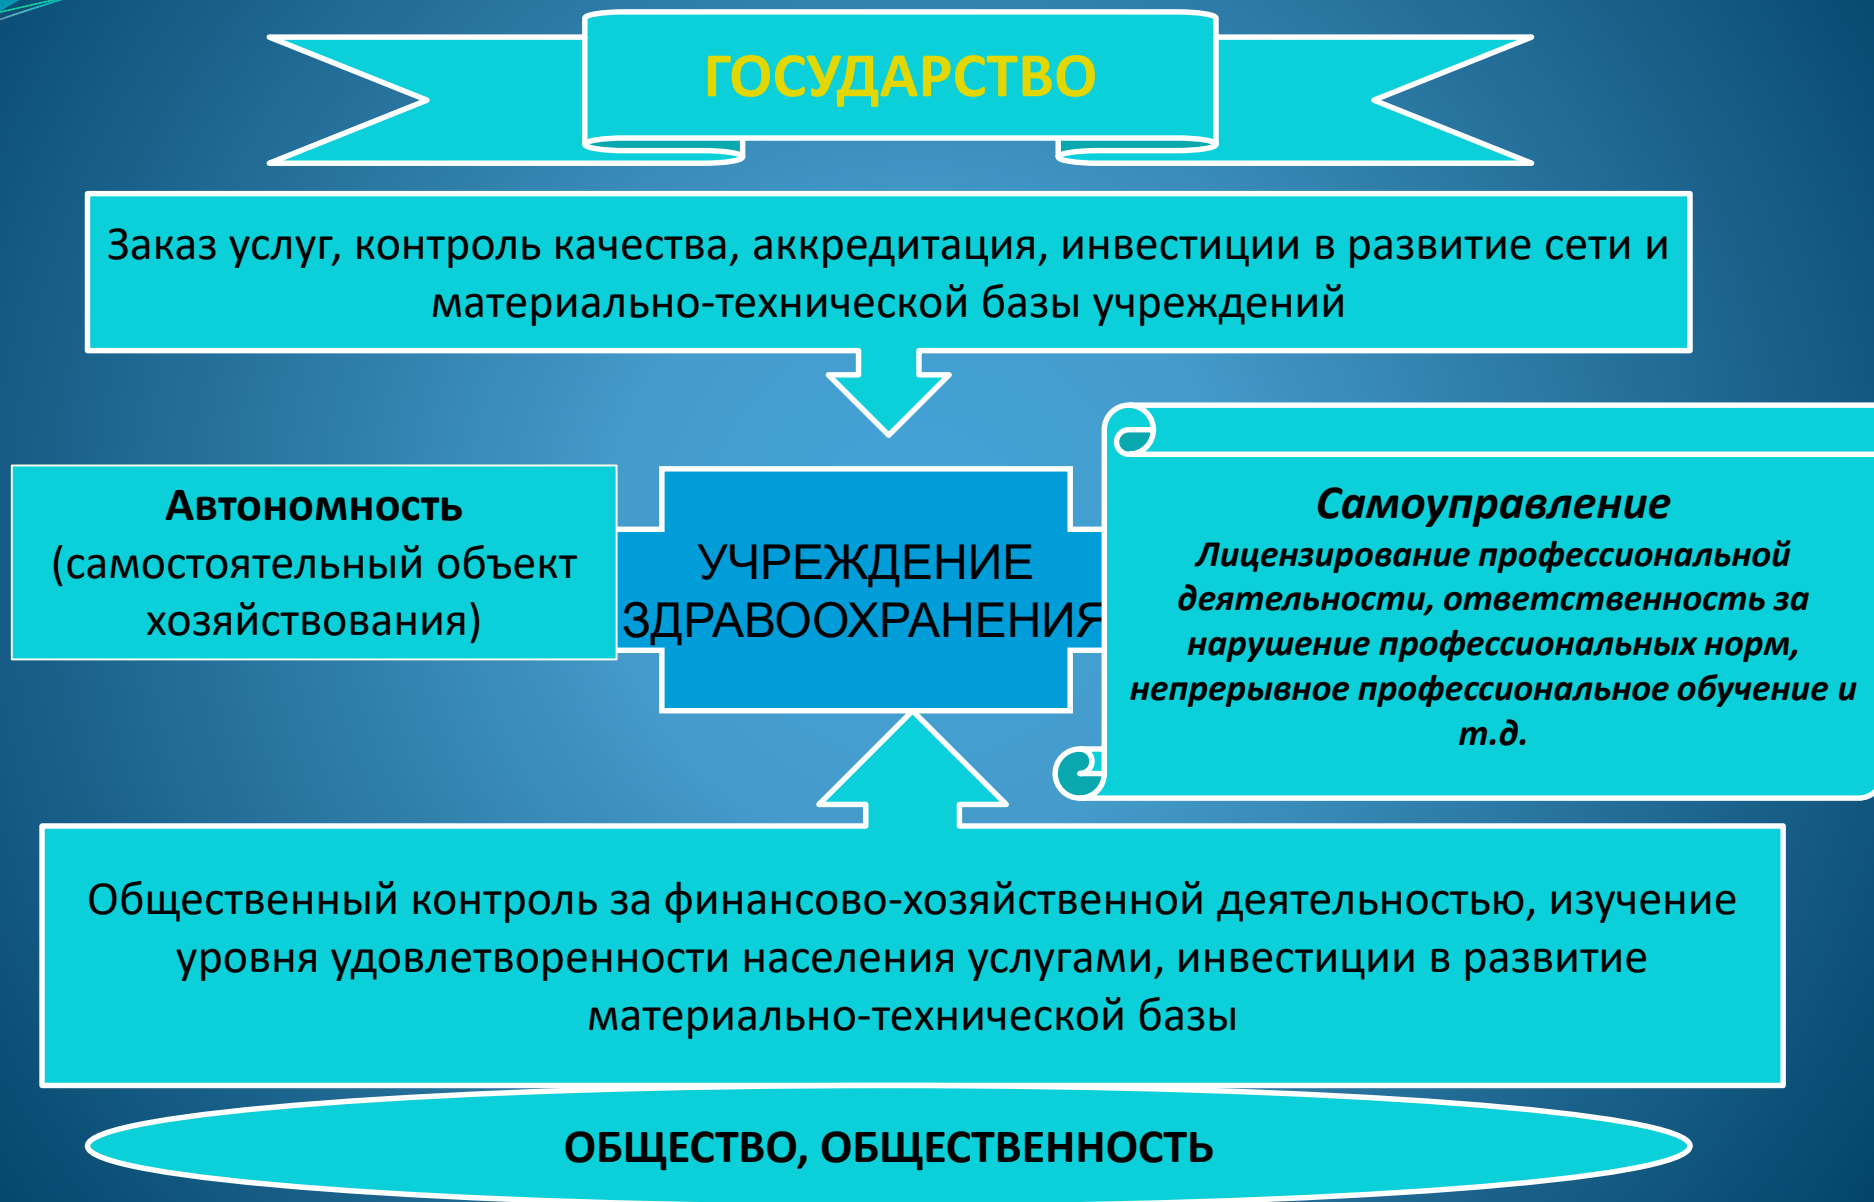 ГОСУДАРСТВО
Заказ услуг, контроль качества, аккредитация, инвестиции в развитие сети и
материально-технической базы учреждений
Автономность
(самостоятельный объект
хозяйствования)
УЧРЕЖДЕНИЕ
ЗДРАВООХРАНЕНИЯ
Самоуправление
Лицензирование профессиональной
деятельности, ответственность за
нарушение профессиональных норм,
непрерывное профессиональное обучение и
т.д.
Общественный контроль за финансово-хозяйственной деятельностью, изучение
уровня удовлетворенности населения услугами, инвестиции в развитие
материально-технической базы
ОБЩЕСТВО, ОБЩЕСТВЕННОСТЬ